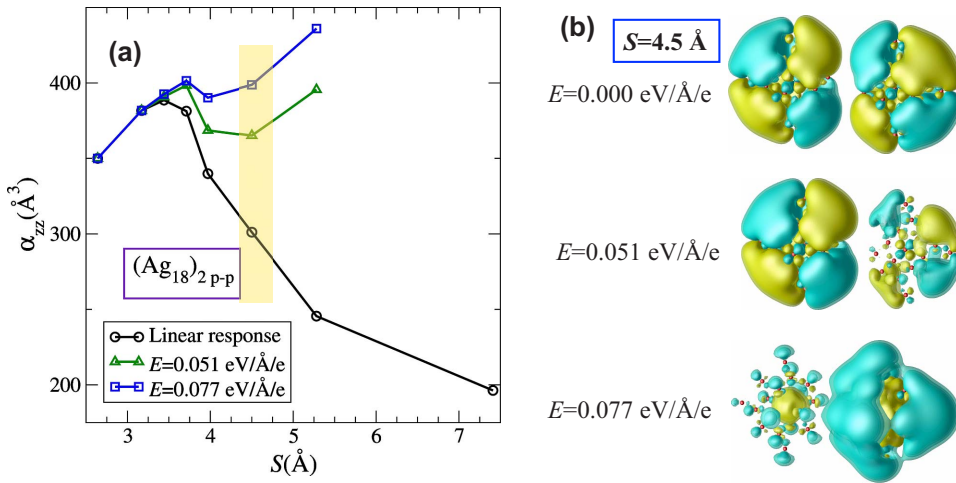 (a)
400
300
200
α_zz(Å^3)
(Ag_18)_2 p-p
Linear response
E=0.051 eV/Å/e
E=0.077 eV/Å/e
3 4 5 6 7
S(Å)
(b)
S=4.5 Å
E=0.000 eV/Å/e
E=0.051 eV/Å/e
E=0.077 eV/Å/e